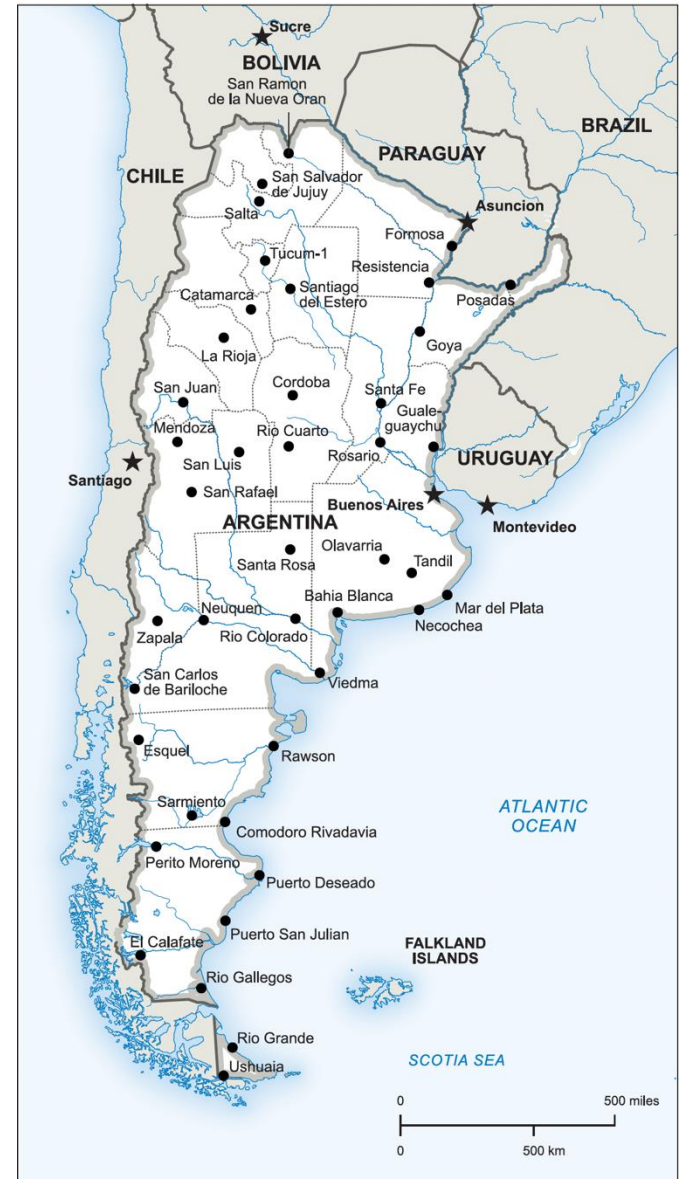 Sucre
BOLIVIA
San Ramon
de la Nueva Oran
BRAZIL
PARAGUAY
CHILE
San Salvador
de Jujuy
Asuncion
Salta
Formosa
Tucum-1
Resistencia
Santiago
del Estero
Catamarca
Posadas
Goya
La Rioja
San Juan
Cordoba
Santa Fe
Guale-
guaychu
Mendoza
Rio Cuarto
Rosario
URUGUAY
San Luis
Santiago
San Rafael
Buenos Aires
ARGENTINA
Montevideo
Olavarria
Santa Rosa
Tandil
Bahia Blanca
Mar del Plata
Neuquen
Necochea
Zapala
Rio Colorado
San Carlos
de Bariloche
Viedma
Esquel
Rawson
Sarmiento
ATLANTIC
OCEAN
Comodoro Rivadavia
Perito Moreno
Puerto Deseado
Puerto San Julian
El Calafate
FALKLAND
ISLANDS
Rio Gallegos
Rio Grande
SCOTIA SEA
Ushuaia
0
500 miles
0
500 km